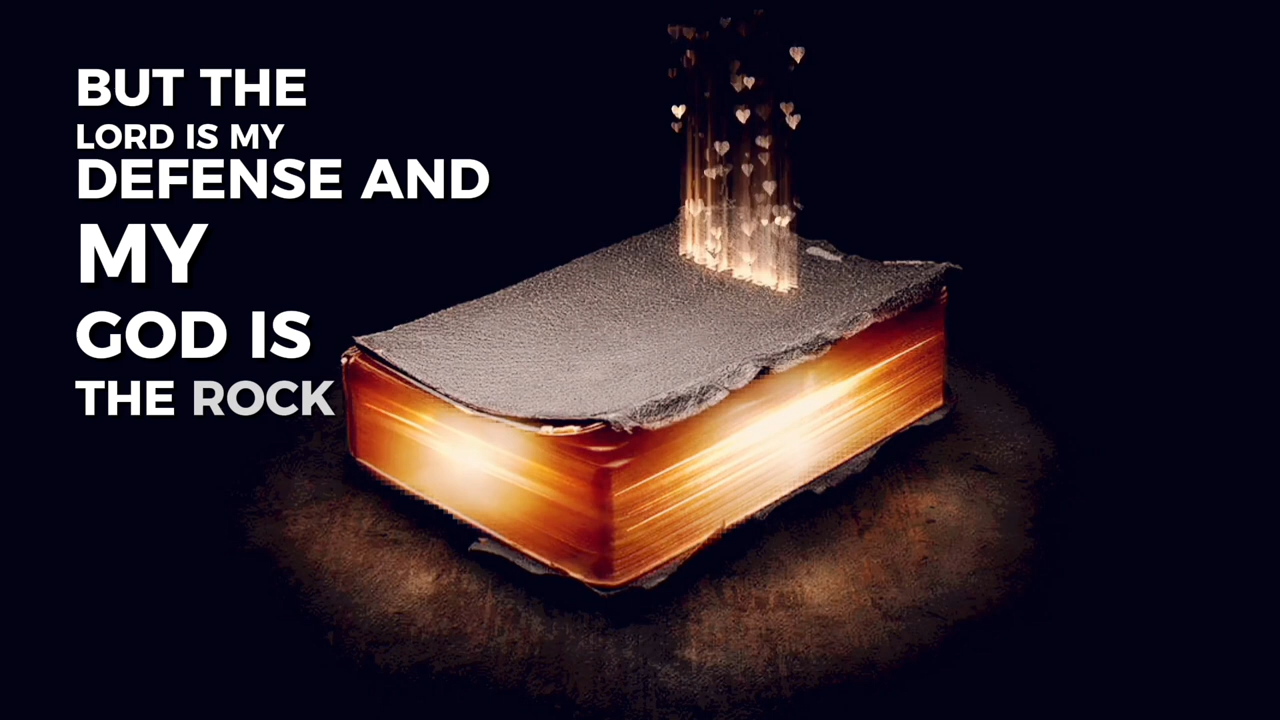 BUT THE
LORD IS MY
DEFENSE AND
MY
GOD IS
THE ROCK